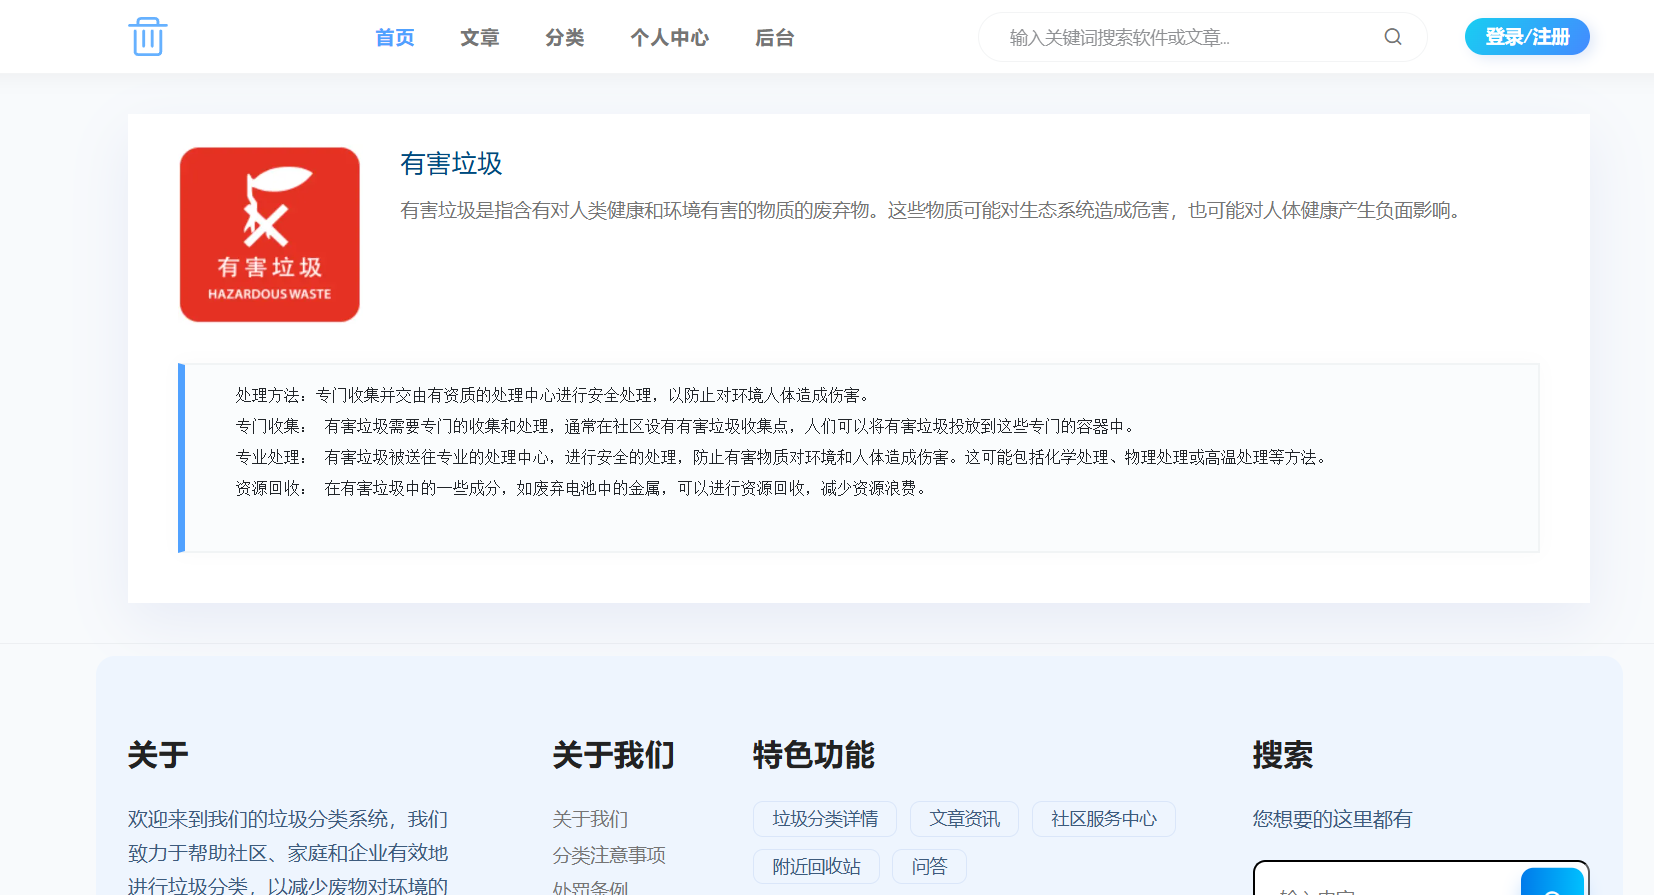 首页 文章 分类 个人中心 后台 输入关键词搜索软件或文章... 登录/注册
有害垃圾
有害垃圾是指含有对人类健康和环境有害的物质的废弃物。这些物质可能对生态系统造成危害，也可能对人体健康产生负面影响。
有害垃圾
HAZARDOUS WASTE
处理方法：专门收集并交由有资质的处理中心进行安全处理，以防止对环境人体造成伤害。
专门收集： 有害垃圾需要专门的收集和处理，通常在社区设有有害垃圾收集点，人们可以将有害垃圾投放到这些专门的容器中。
专业处理： 有害垃圾被送往专业的处理中心，进行安全的处理，防止有害物质对环境和人体造成伤害。这可能包括化学处理、物理处理或高温处理等方法。
资源回收： 在有害垃圾中的一些成分，如废弃电池中的金属，可以进行资源回收，减少资源浪费。
关于
欢迎来到我们的垃圾分类系统，我们
致力于帮助社区、家庭和企业有效地
进行垃圾分类，以减少废物对环境的
关于我们
关于我们
分类注意事项
处罚条例
特色功能
垃圾分类详情 文章资讯 社区服务中心
附近回收站 问答
搜索
您想要的这里都有
输入内容